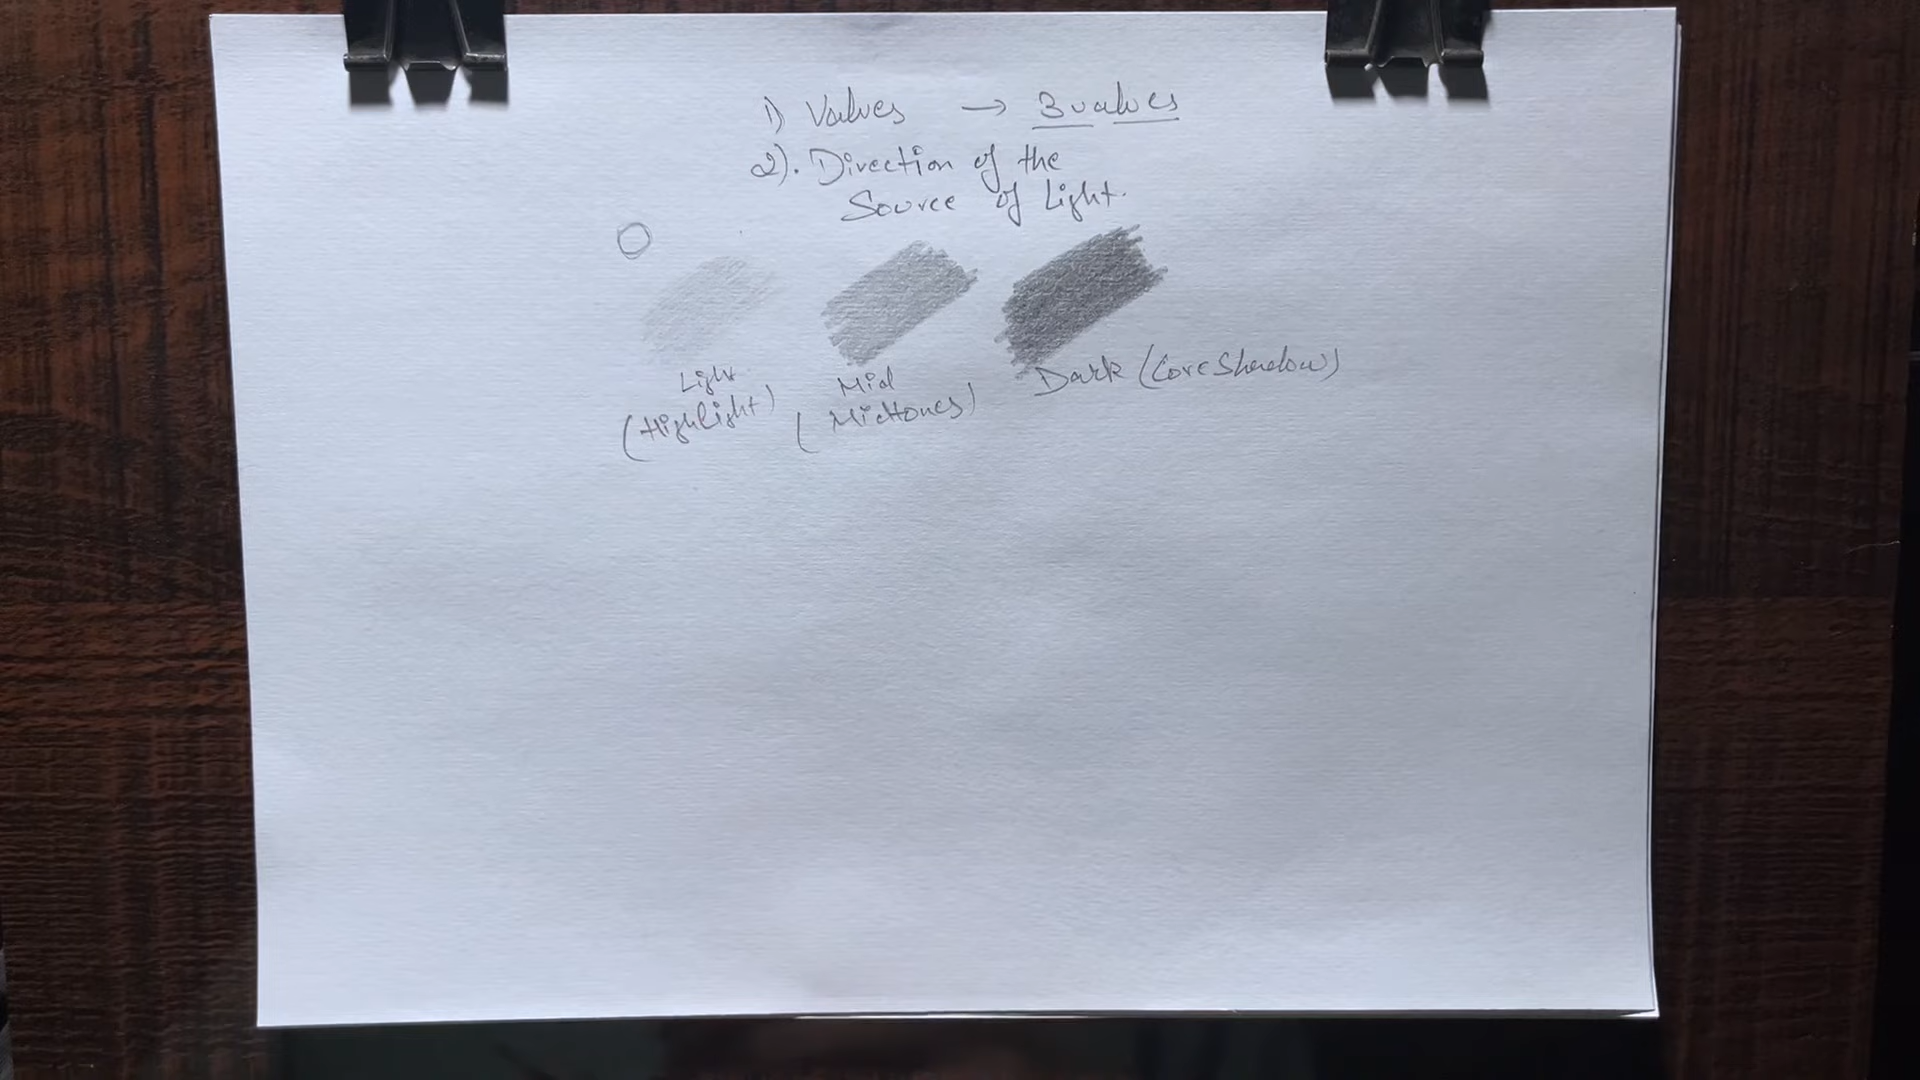 1) Values → 3 values
2). Direction of the
Source of Light.
Light
(Highlight)
Mid
(Midtones)
Dark (Core Shadow)